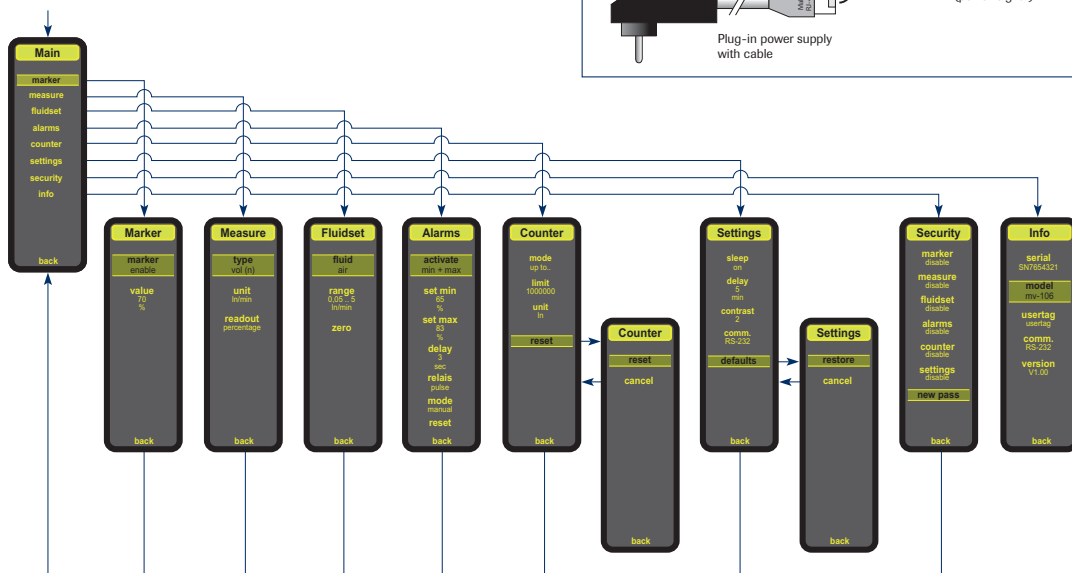 Plug-in power supply
with cable
Main
marker
measure
fluidset
alarms
counter
settings
security
info
back
Marker
marker
enable
value
70
%
back
Measure
type
vol (n)
unit
ln/min
readout
percentage
back
Fluidset
fluid
air
range
0,05 .. 5
ln/min
zero
back
Alarms
activate
min + max
set min
65
%
set max
83
%
delay
3
sec
relais
pulse
mode
manual
reset
back
Counter
mode
up to..
limit
1000000
unit
ln
reset
back
Counter
reset
cancel
back
Settings
sleep
on
delay
5
min
contrast
2
comm.
RS-232
defaults
back
Settings
restore
cancel
back
Security
marker
disable
measure
disable
fluidset
disable
alarms
disable
counter
disable
settings
disable
new pass
back
Info
serial
SN7654321
model
mv-106
usertag
usertag
comm.
RS-232
version
V1.00
back